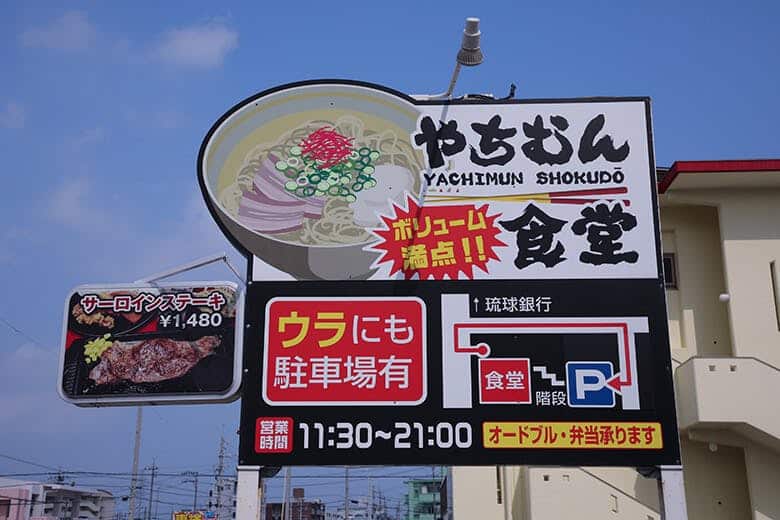 やちむん
YACHIMUN SHOKUDŌ
食堂
ボリューム
満点!!
サーロインステーキ
¥1,480
ウラにも
駐車場有
↑琉球銀行
食堂
階段
P
営業
時間
11:30~21:00
オードブル・弁当承ります